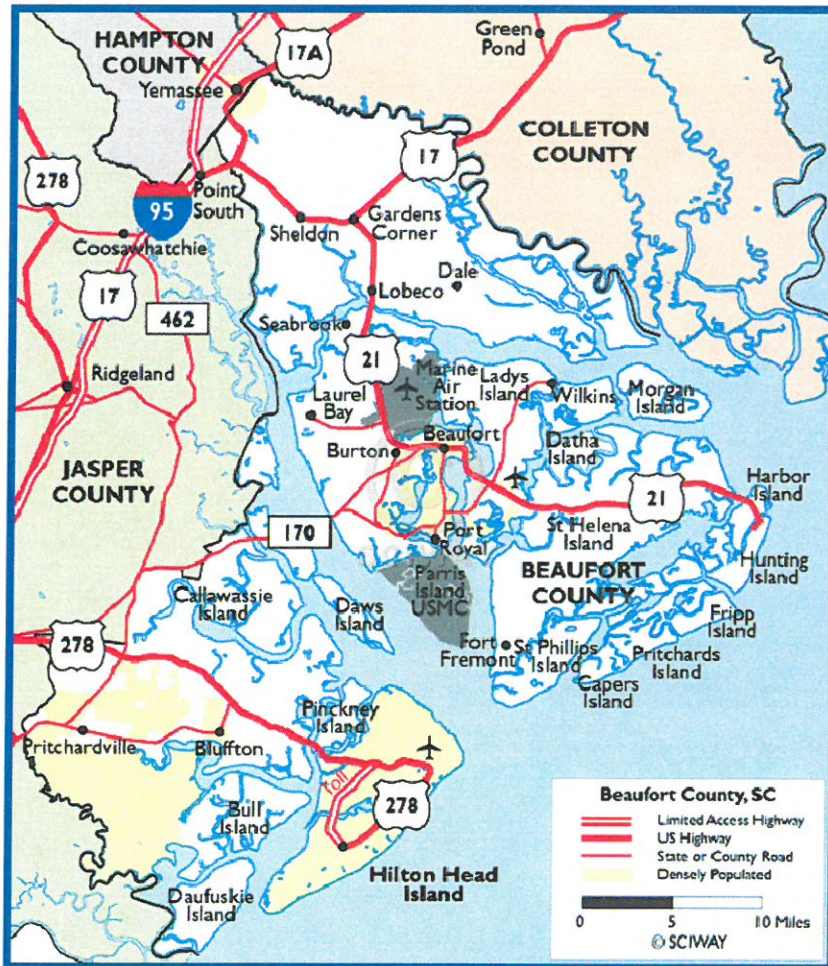 HAMPTON
COUNTY
17A
Green
Pond
Yemassee
COLLETON
COUNTY
17
278
Point
South
95
Coosawhatchie
Sheldon
Gardens
Corner
Dale
17
Lobeco
462
Seabrook
21
Marine
Air
Station
Ladys
Island
Wilkins
Morgan
Island
Ridgeland
Laurel
Bay
Beaufort
Datha
Island
Burton
JASPER
COUNTY
Harbor
Island
21
170
Port
Royal
St Helena
Island
Hunting
Island
Callawassie
Island
Daws
Island
Parris
Island
USMC
BEAUFORT
COUNTY
Fripp
Island
278
Fort
Fremont
St Phillips
Island
Pritchards
Island
Capers
Island
Pinckney
Island
Pritchardville
Bluffton
toll
278
Bull
Island
Hilton Head
Island
Daufuskie
Island
Beaufort County, SC
Limited Access Highway
US Highway
State or County Road
Densely Populated
0 5 10 Miles
© SCIWAY